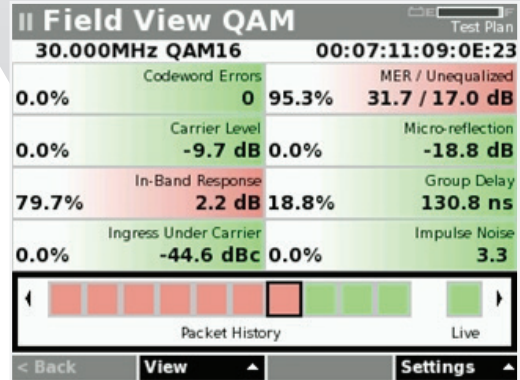 Field View QAM
E F
Test Plan
30.000MHz QAM16 00:07:11:09:0E:23
Codeword Errors
0.0% 0
MER / Unequalized
95.3% 31.7 / 17.0 dB
Carrier Level
0.0% -9.7 dB
Micro-reflection
0.0% -18.8 dB
In-Band Response
79.7% 2.2 dB
Group Delay
18.8% 130.8 ns
Ingress Under Carrier
0.0% -44.6 dBc
Impulse Noise
0.0% 3.3
Packet History Live
< Back View Settings